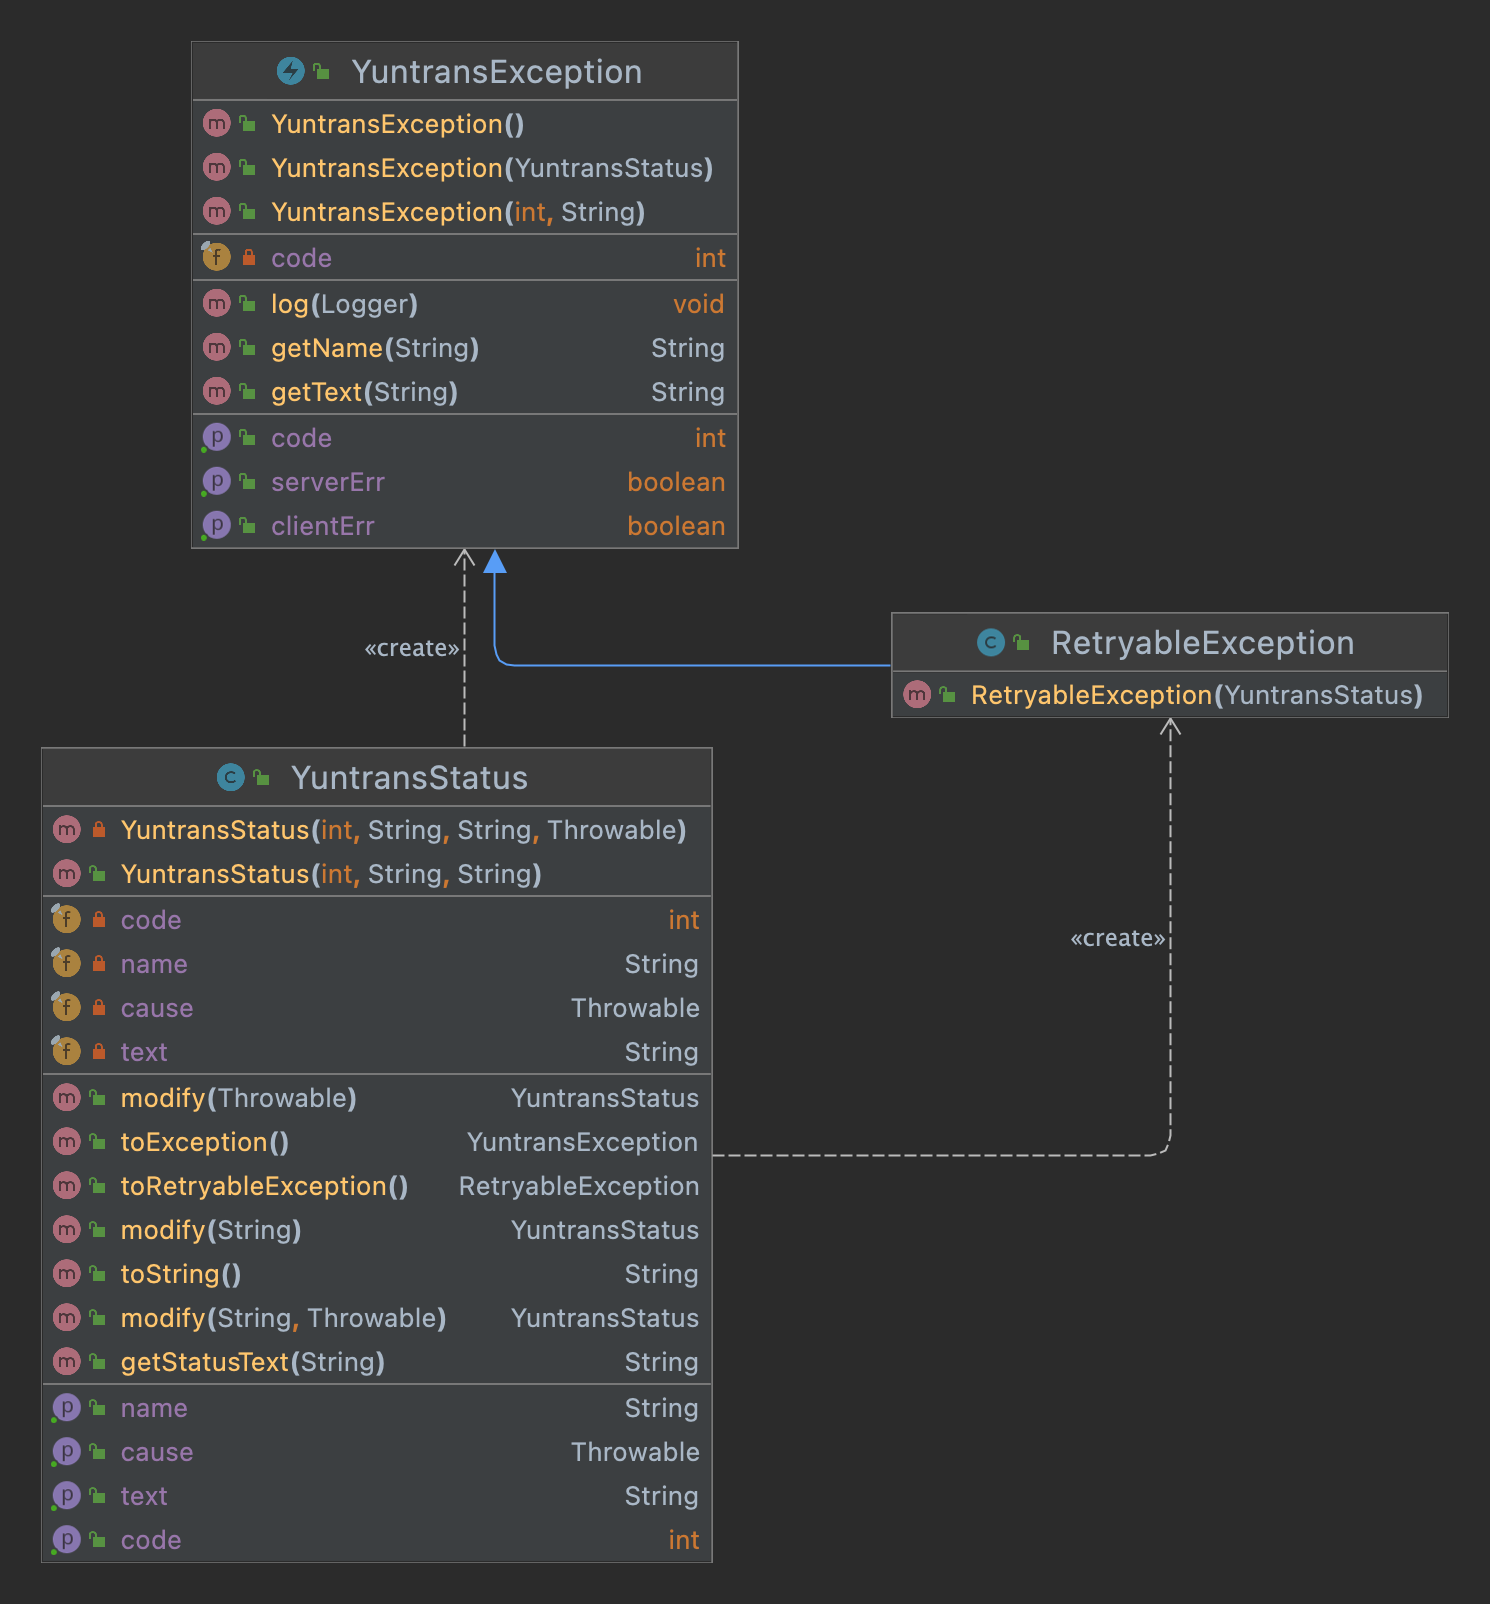 YuntransException
YuntransException()
YuntransException(YuntransStatus)
YuntransException(int, String)
code int
log(Logger) void
getName(String) String
getText(String) String
code int
serverErr boolean
clientErr boolean
«create»
RetryableException
RetryableException(YuntransStatus)
YuntransStatus
YuntransStatus(int, String, String, Throwable)
YuntransStatus(int, String, String)
code int
name String
cause Throwable
text String
modify(Throwable) YuntransStatus
toException() YuntransException
toRetryableException() RetryableException
modify(String) YuntransStatus
toString() String
modify(String, Throwable) YuntransStatus
getStatusText(String) String
name String
cause Throwable
text String
code int
«create»